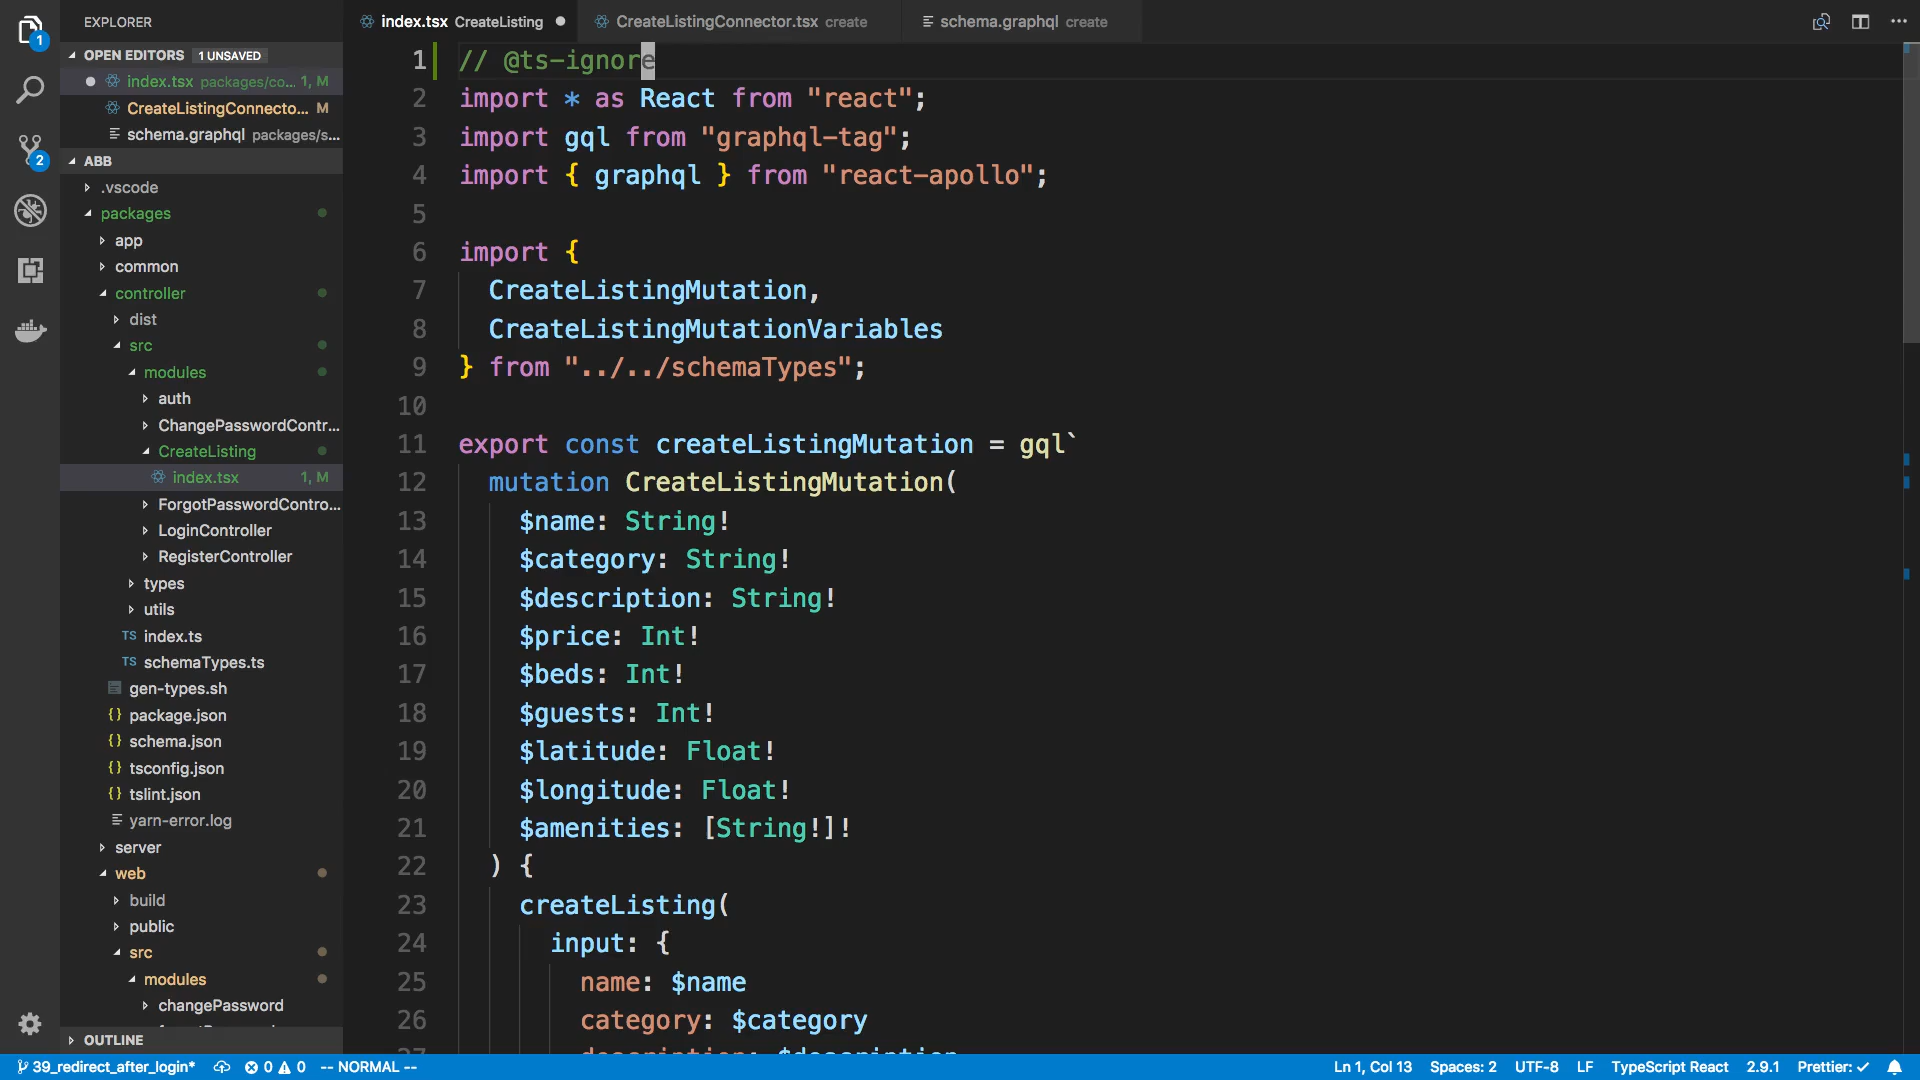 EXPLORER
OPEN EDITORS 1 UNSAVED
index.tsx packages/co... 1, M
CreateListingConnecto... M
schema.graphql packages/s...
ABB
.vscode
packages
app
common
controller
dist
src
modules
auth
ChangePasswordContr...
CreateListing
index.tsx 1, M
ForgotPasswordContro...
LoginController
RegisterController
types
utils
TS index.ts
TS schemaTypes.ts
gen-types.sh
{} package.json
{} schema.json
{} tsconfig.json
{} tslint.json
yarn-error.log
server
web
build
public
src
modules
changePassword
OUTLINE
1
2
index.tsx CreateListing
CreateListingConnector.tsx create
schema.graphql create
1 // @ts-ignore
2 import * as React from "react";
3 import gql from "graphql-tag";
4 import { graphql } from "react-apollo";
5
6 import {
7 CreateListingMutation,
8 CreateListingMutationVariables
9 } from "../../schemaTypes";
10
11 export const createListingMutation = gql`
12 mutation CreateListingMutation(
13 $name: String!
14 $category: String!
15 $description: String!
16 $price: Int!
17 $beds: Int!
18 $guests: Int!
19 $latitude: Float!
20 $longitude: Float!
21 $amenities: [String!]!
22 ) {
23 createListing(
24 input: {
25 name: $name
26 category: $category
27 description: $description
39_redirect_after_login* 0 0 -- NORMAL -- Ln 1, Col 13 Spaces: 2 UTF-8 LF TypeScript React 2.9.1 Prettier: ✓